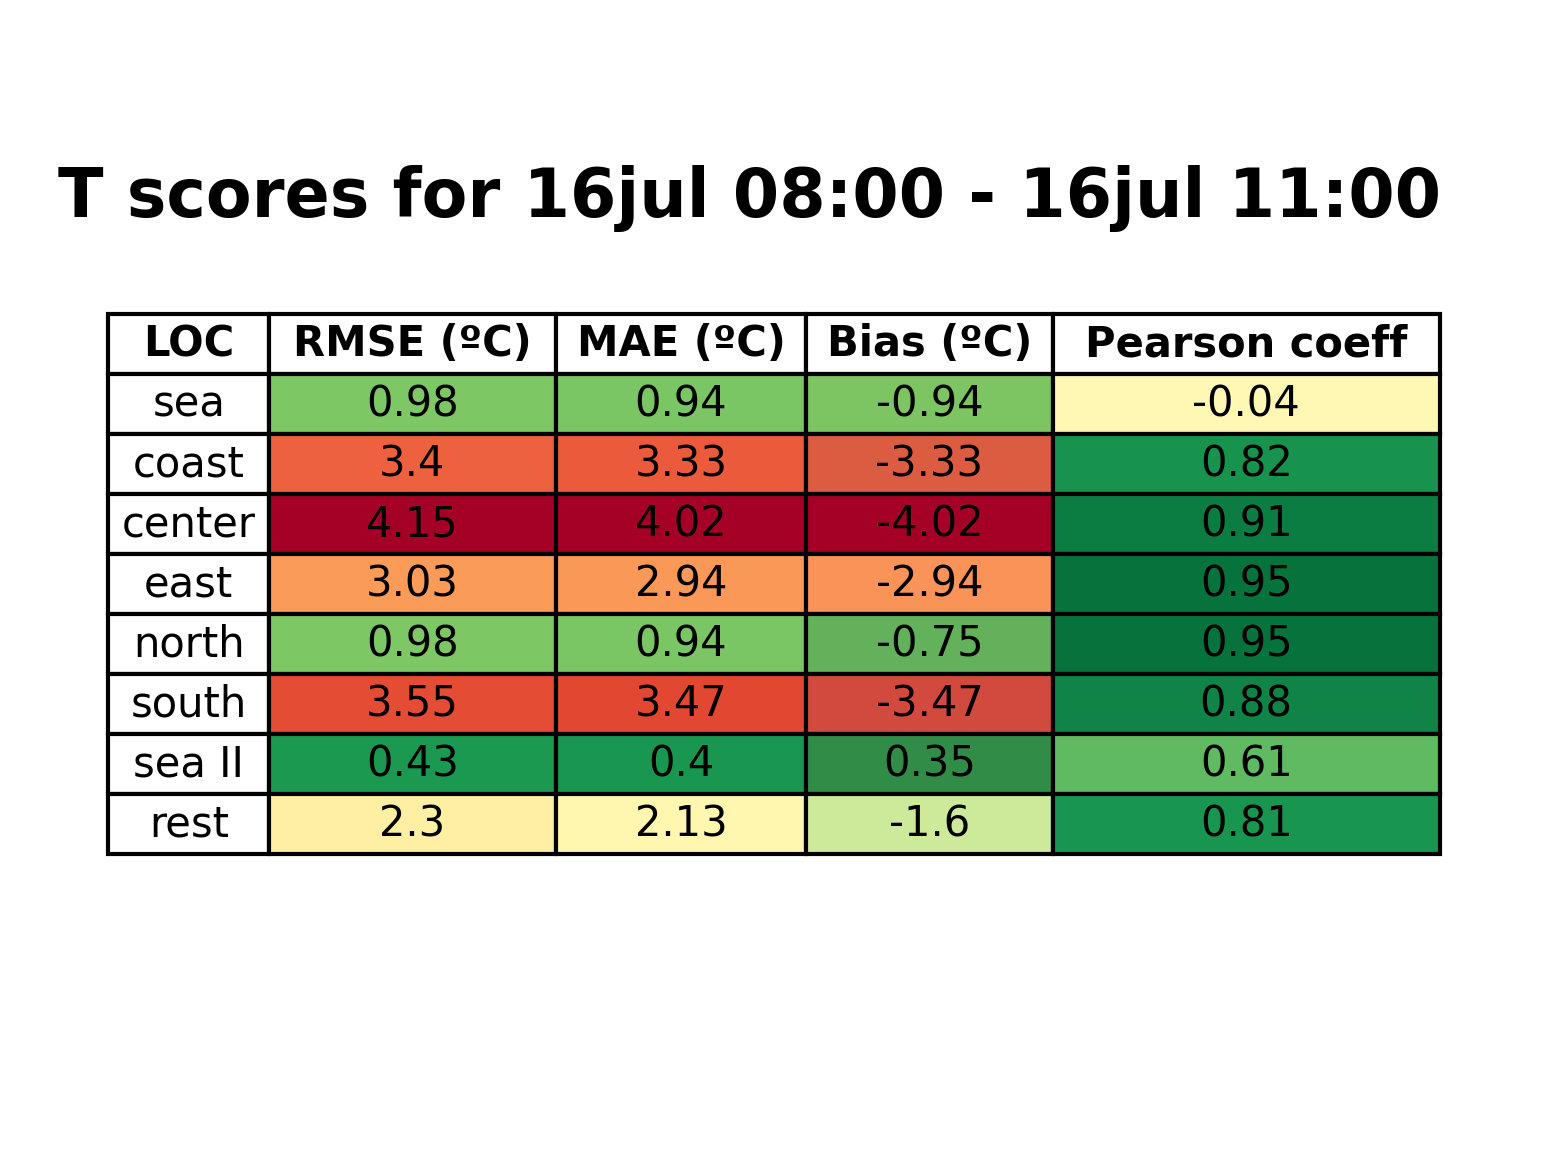 T scores for 16jul 08:00 - 16jul 11:00
LOC RMSE (ºC) MAE (ºC) Bias (ºC) Pearson coeff
sea 0.98 0.94 -0.94 -0.04
coast 3.4 3.33 -3.33 0.82
center 4.15 4.02 -4.02 0.91
east 3.03 2.94 -2.94 0.95
north 0.98 0.94 -0.75 0.95
south 3.55 3.47 -3.47 0.88
sea II 0.43 0.4 0.35 0.61
rest 2.3 2.13 -1.6 0.81